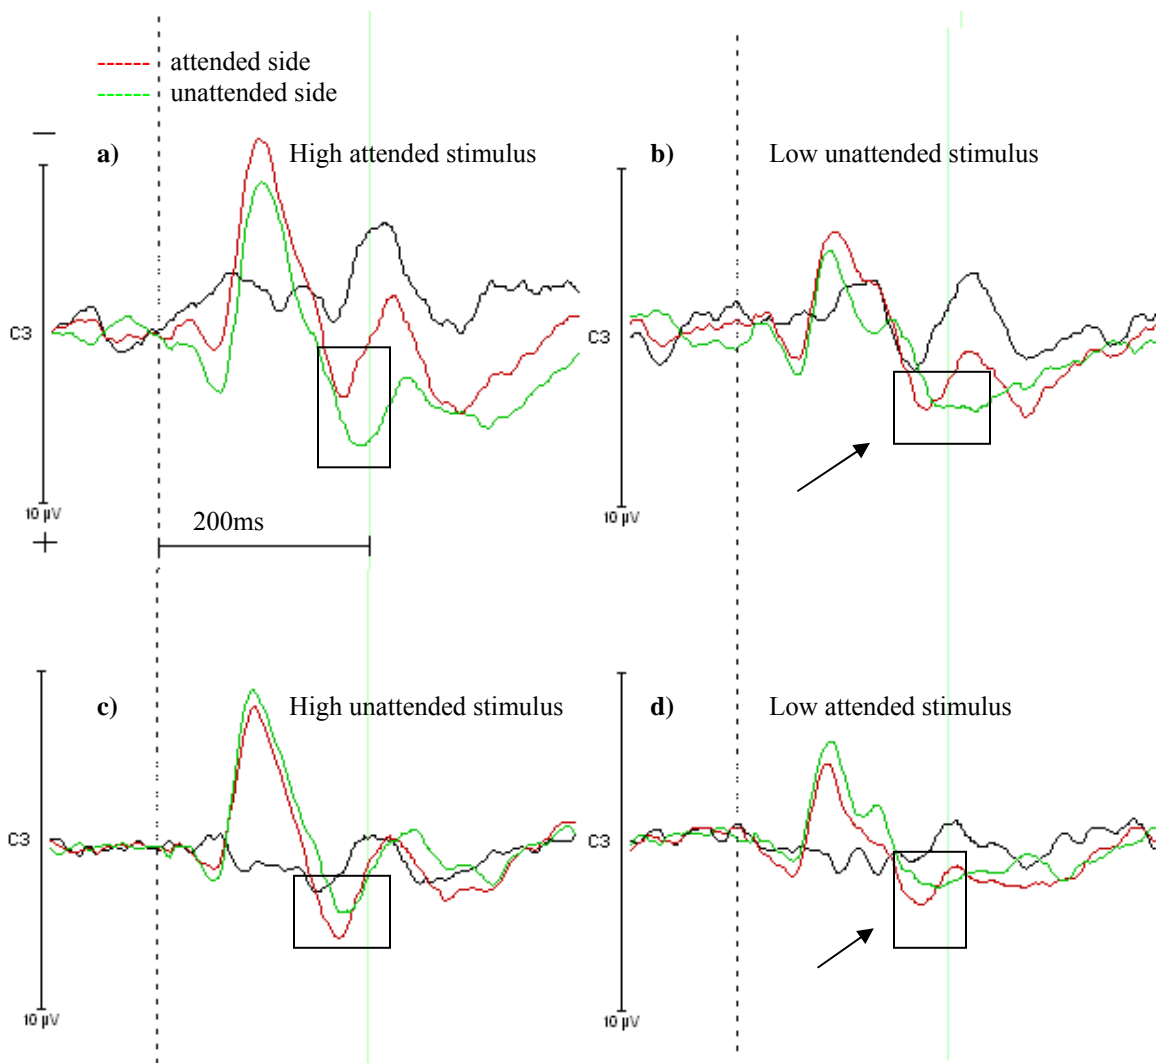 attended side
unattended side
a) High attended stimulus
b) Low unattended stimulus
C3
C3
10 µV
10 µV
200ms
c) High unattended stimulus
d) Low attended stimulus
C3
C3
10 µV
10 µV